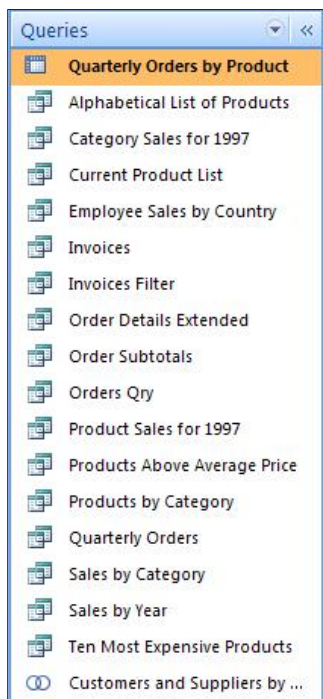 Queries
Quarterly Orders by Product
Alphabetical List of Products
Category Sales for 1997
Current Product List
Employee Sales by Country
Invoices
Invoices Filter
Order Details Extended
Order Subtotals
Orders Qry
Product Sales for 1997
Products Above Average Price
Products by Category
Quarterly Orders
Sales by Category
Sales by Year
Ten Most Expensive Products
Customers and Suppliers by ...